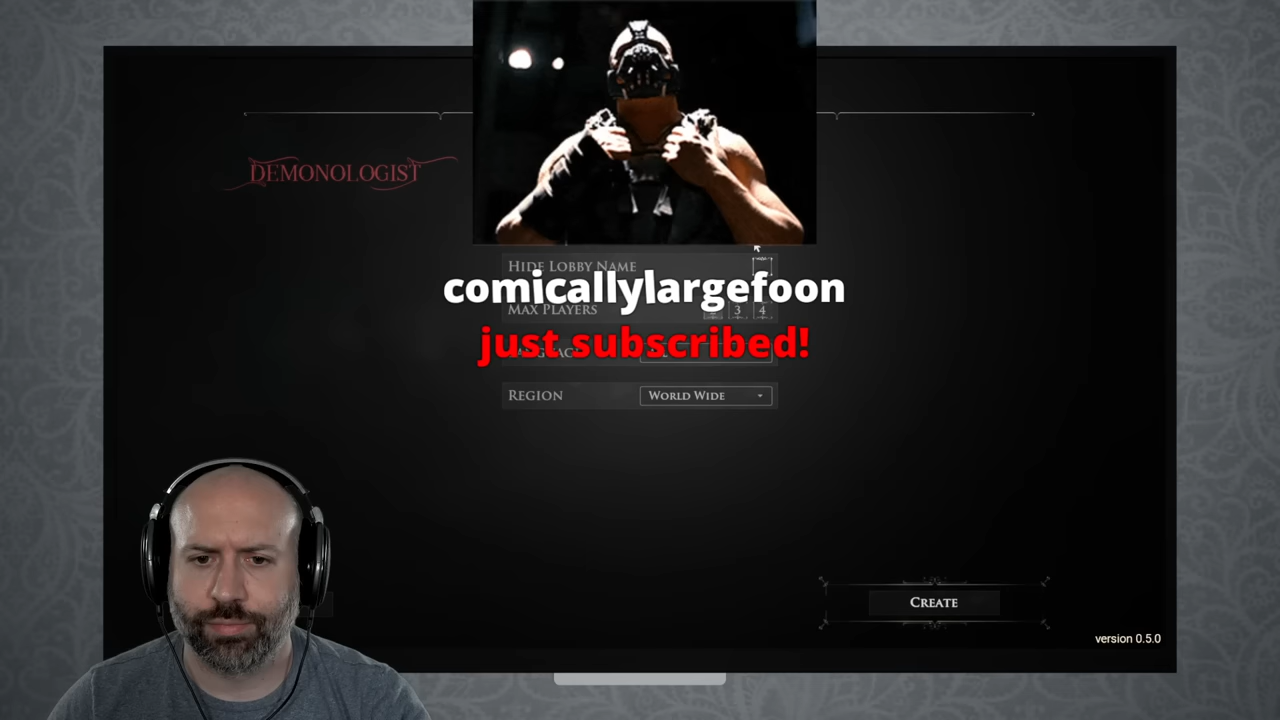 DEMONOLOGIST
HIDE LOBBY NAME
comicallylargefoon
MAX PLAYERS 3 4
just subscribed!
REGION WORLD WIDE
CREATE
version 0.5.0